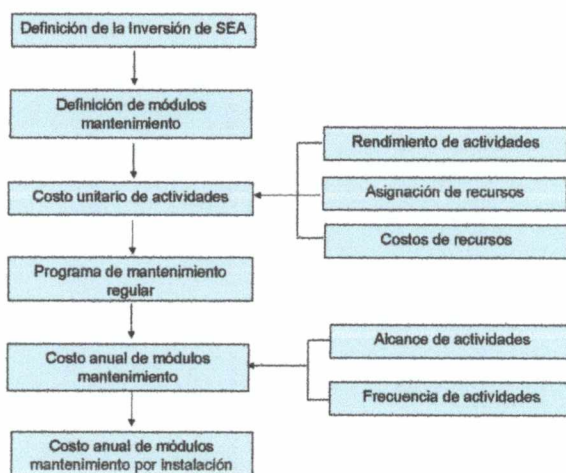 Definición de la Inversión de SEA
Definición de módulos
mantenimiento
Rendimiento de actividades
Costo unitario de actividades
Asignación de recursos
Costos de recursos
Programa de mantenimiento
regular
Alcance de actividades
Costo anual de módulos
mantenimiento
Frecuencia de actividades
Costo anual de módulos
mantenimiento por instalación